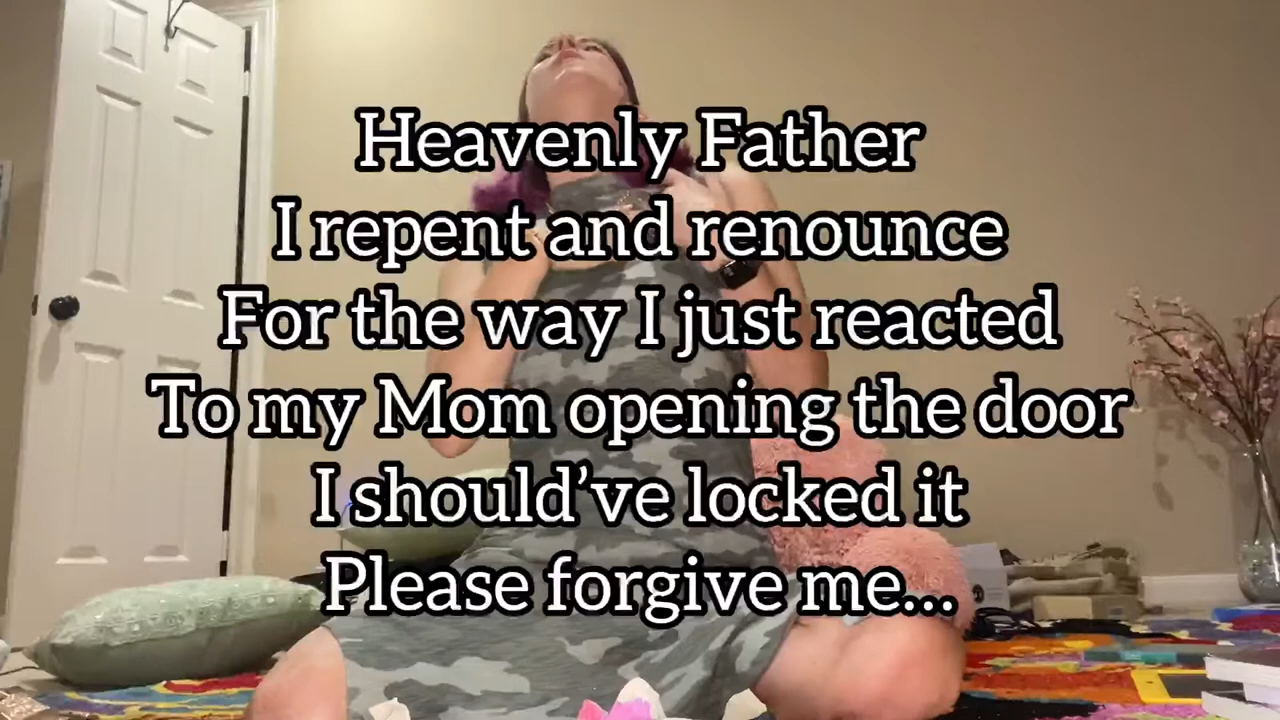 Heavenly Father
I repent and renounce
For the way I just reacted
To my Mom opening the door
I should’ve locked it
Please forgive me...